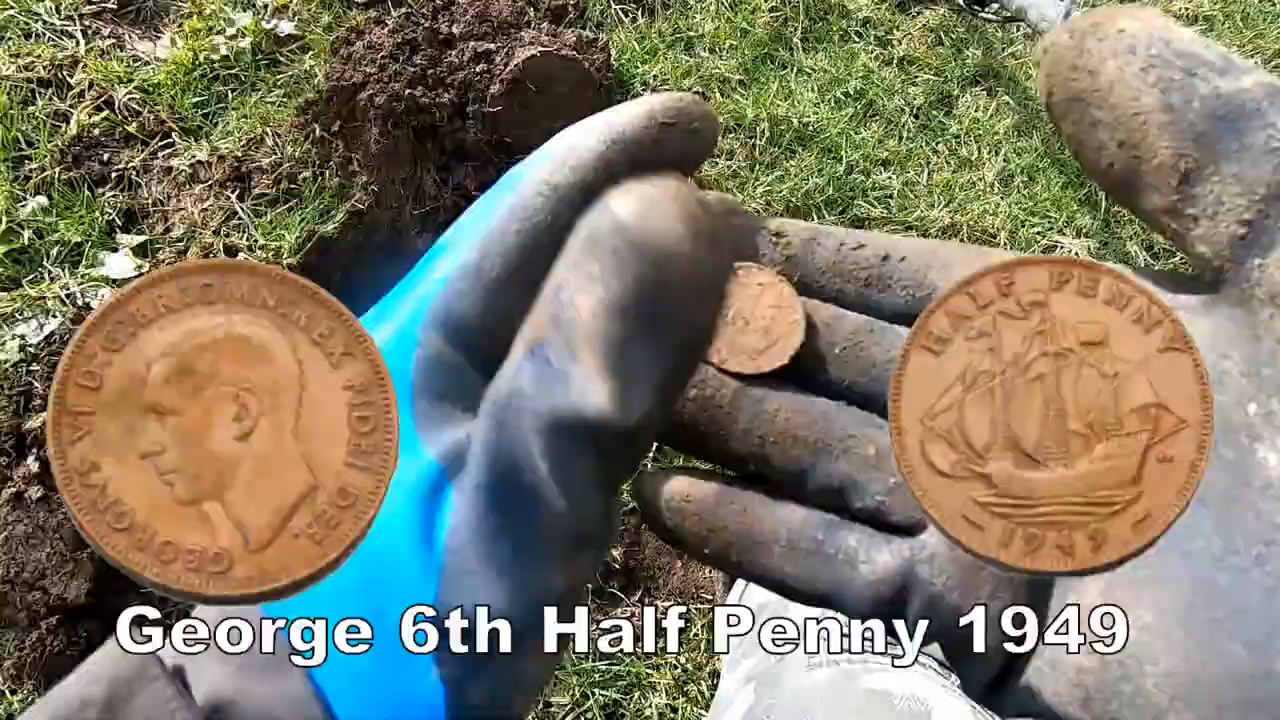 GEORGIVS VI D:G:BR:OMN:REX FIDEI DEF.
HALF PENNY
1949
George 6th Half Penny 1949